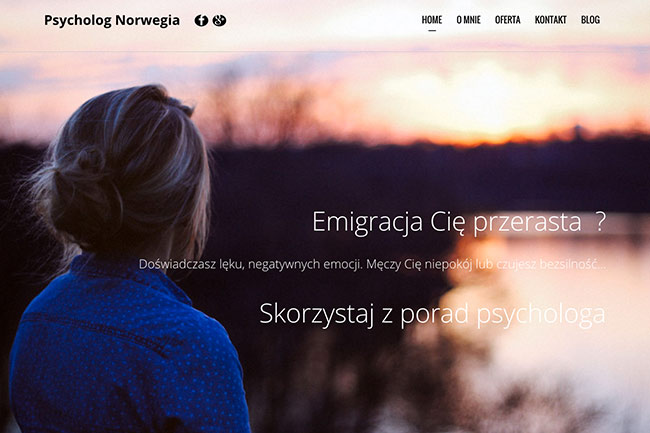 Psycholog Norwegia
HOME O MNIE OFERTA KONTAKT BLOG
Emigracja Cię przerasta ?
Doświadczasz lęku, negatywnych emocji. Męczy Cię niepokój lub czujesz bezsilność..
Skorzystaj z porad psychologa